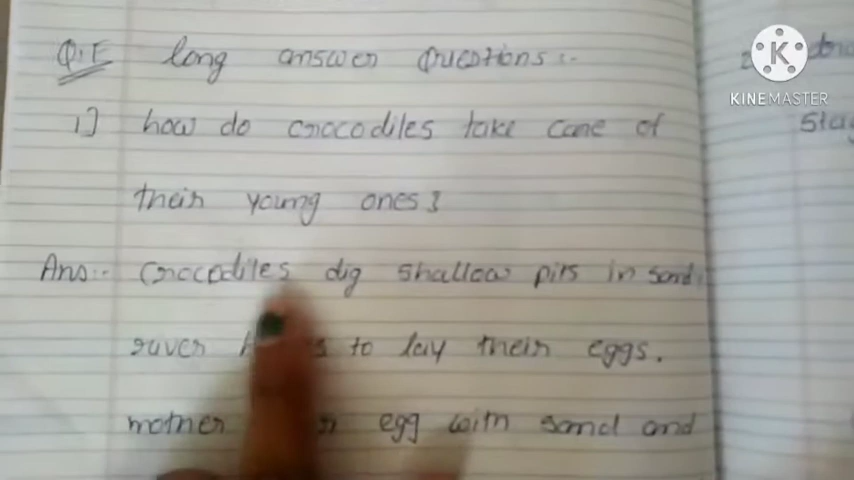 Q.E long answer Questions:-
1] how do crocodiles take care of
their young ones?
Ans:- Crocodiles dig shallow pits in sandy
river to lay their eggs.
mother egg with sand and
KINEMASTER